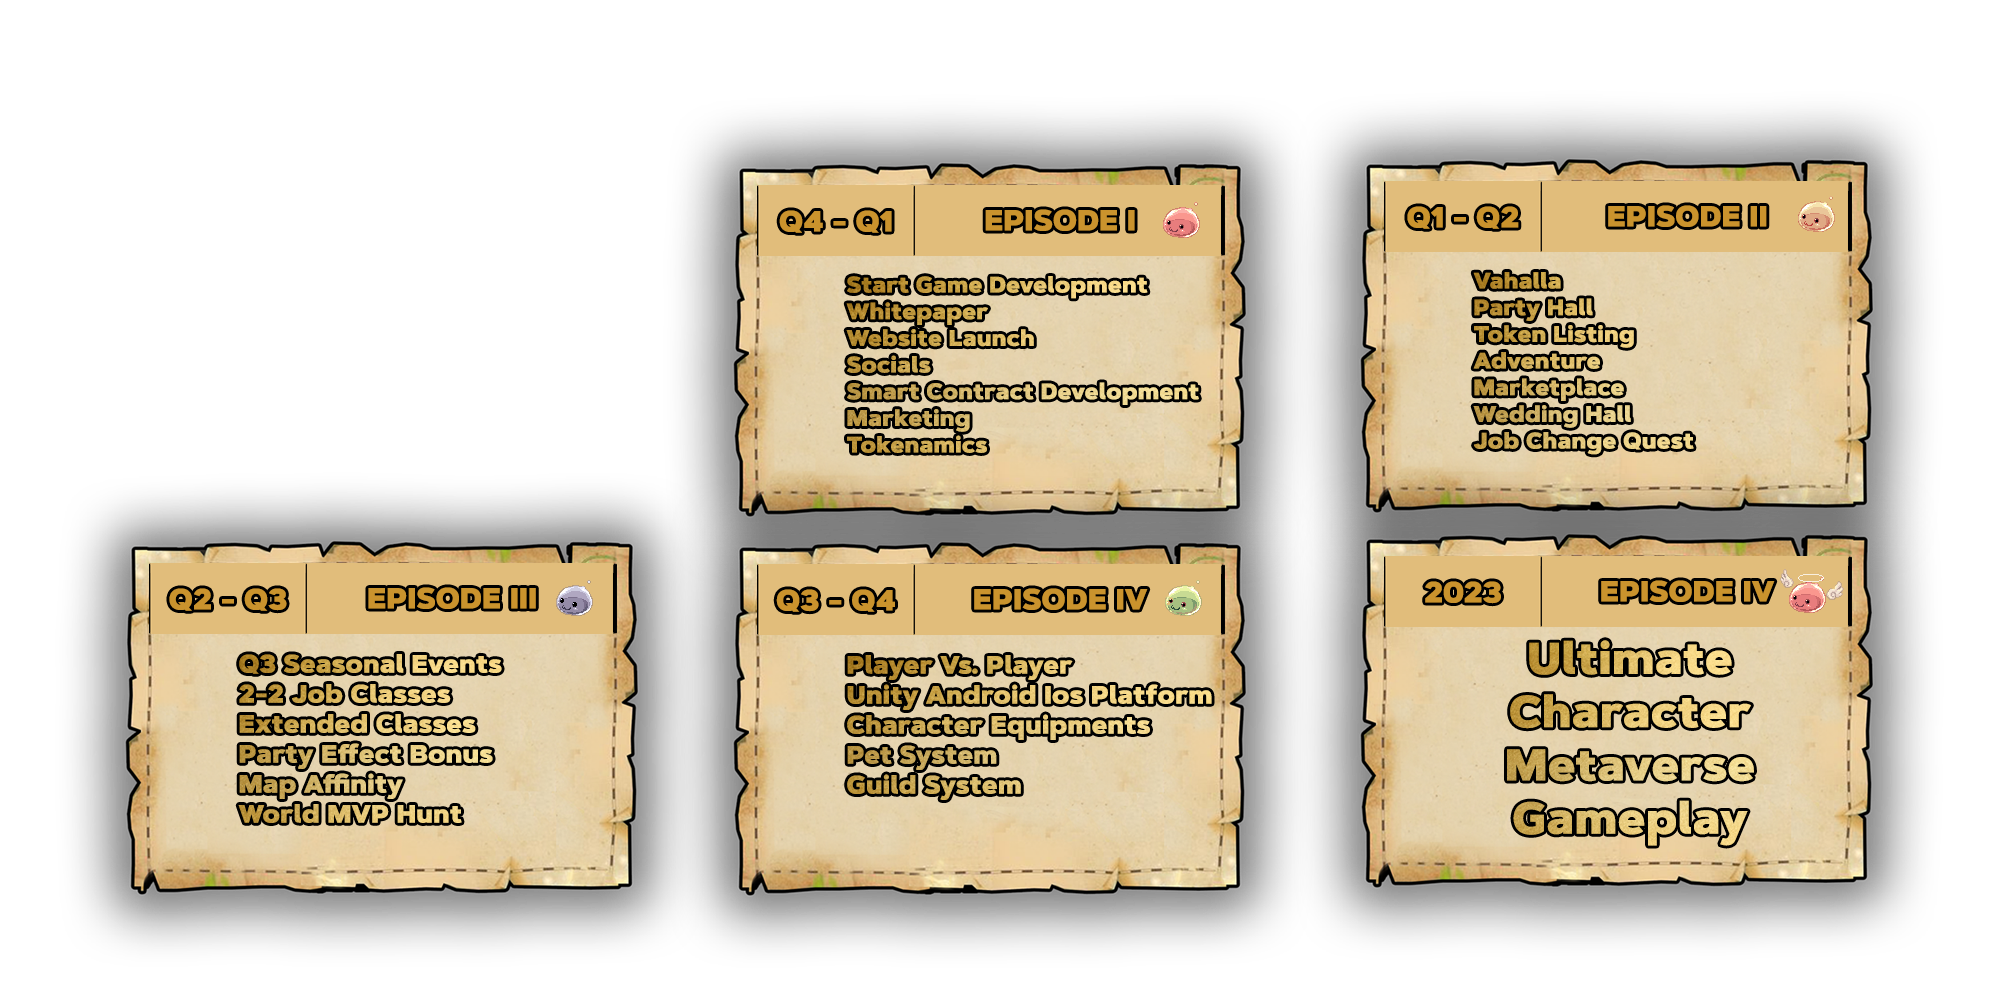 Q4 - Q1
EPISODE I
Start Game Development
Whitepaper
Website Launch
Socials
Smart Contract Development
Marketing
Tokenamics
Q1 - Q2
EPISODE II
Vahalla
Party Hall
Token Listing
Adventure
Marketplace
Wedding Hall
Job Change Quest
Q2 - Q3
EPISODE III
Q3 Seasonal Events
2-2 Job Classes
Extended Classes
Party Effect Bonus
Map Affinity
World MVP Hunt
Q3 - Q4
EPISODE IV
Player Vs. Player
Unity Android Ios Platform
Character Equipments
Pet System
Guild System
2023
EPISODE IV
Ultimate
Character
Metaverse
Gameplay